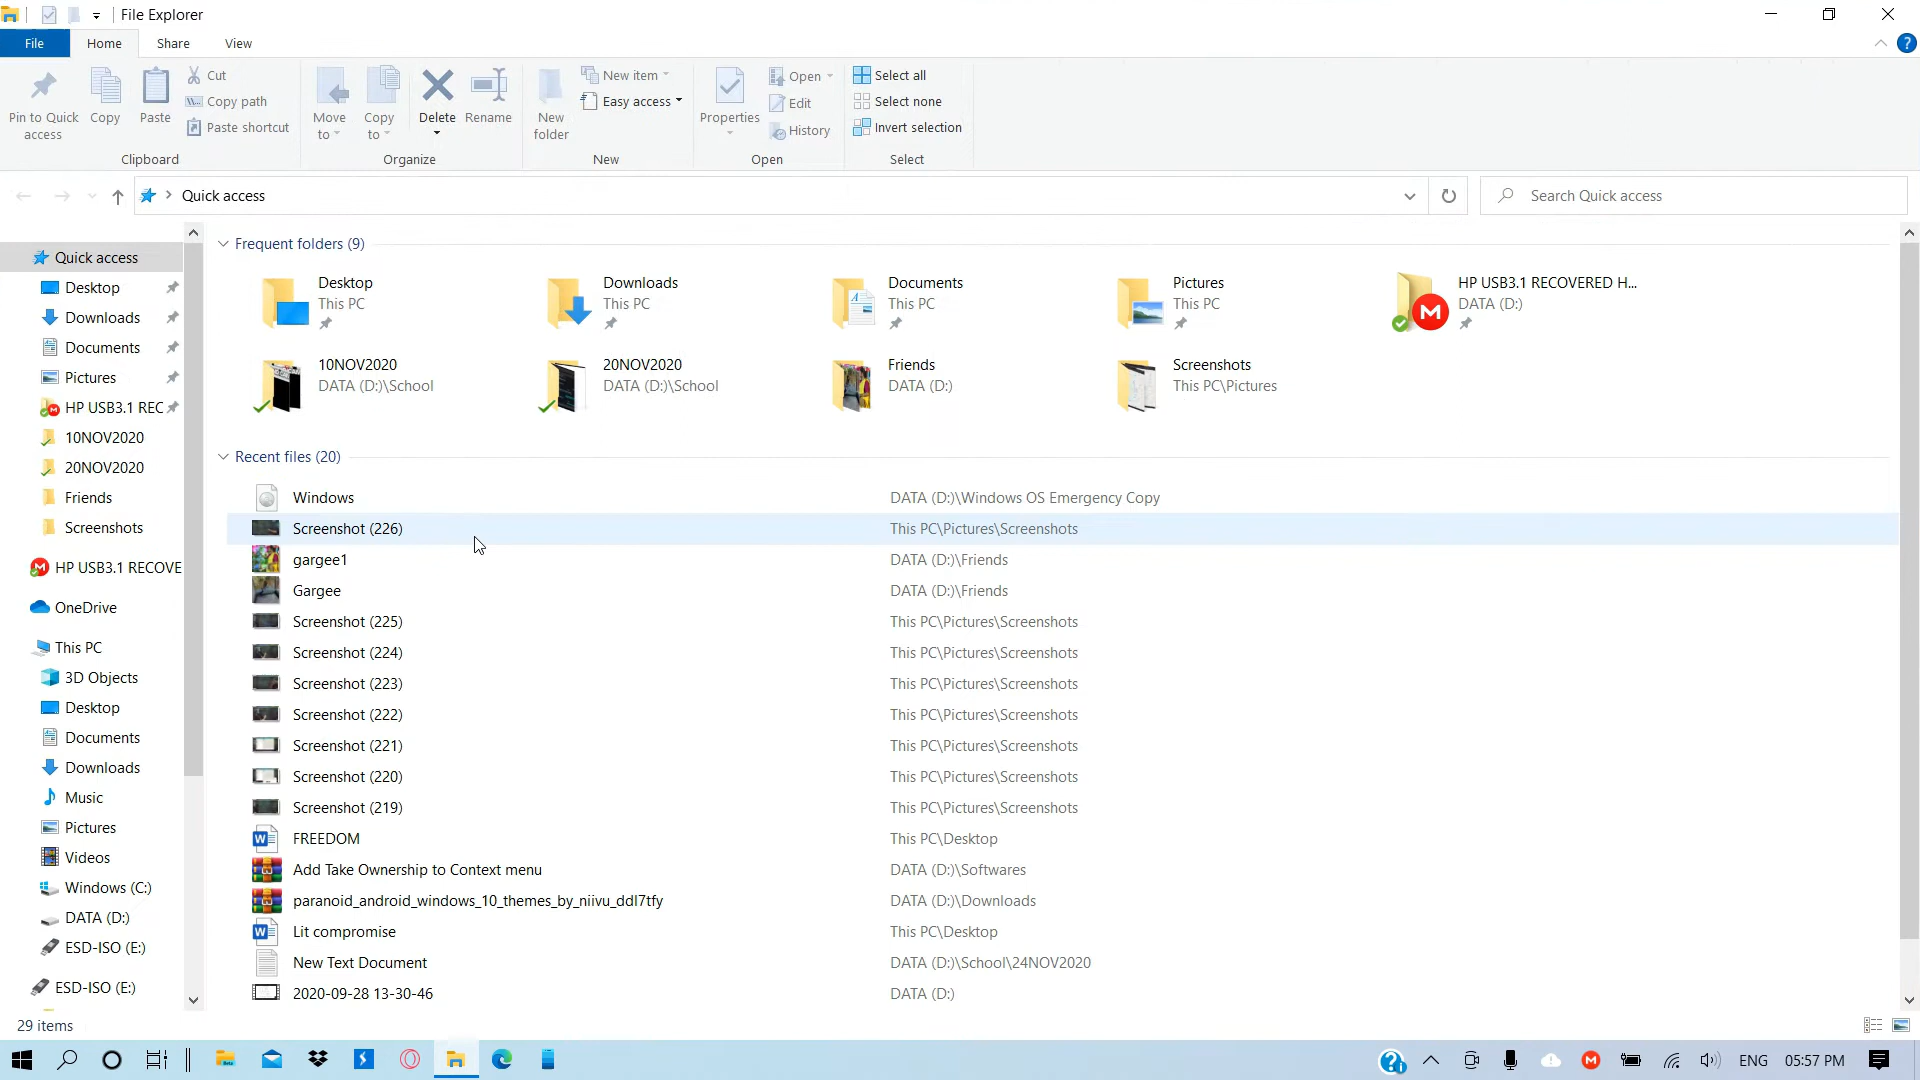 File Explorer
File Home Share View
Pin to Quick access
Copy
Paste
Cut
Copy path
Paste shortcut
Clipboard
Move to
Copy to
Delete
Rename
Organize
New folder
New item
Easy access
New
Properties
Open
Edit
History
Open
Select all
Select none
Invert selection
Select
Quick access
Search Quick access
Quick access
Desktop
Downloads
Documents
Pictures
HP USB3.1 REC
10NOV2020
20NOV2020
Friends
Screenshots
HP USB3.1 RECOVE
OneDrive
This PC
3D Objects
Desktop
Documents
Downloads
Music
Pictures
Videos
Windows (C:)
DATA (D:)
ESD-ISO (E:)
ESD-ISO (E:)
Frequent folders (9)
Desktop
This PC
Downloads
This PC
Documents
This PC
Pictures
This PC
HP USB3.1 RECOVERED H...
DATA (D:)
10NOV2020
DATA (D:)\School
20NOV2020
DATA (D:)\School
Friends
DATA (D:)
Screenshots
This PC\Pictures
Recent files (20)
Windows DATA (D:)\Windows OS Emergency Copy
Screenshot (226) This PC\Pictures\Screenshots
gargee1 DATA (D:)\Friends
Gargee DATA (D:)\Friends
Screenshot (225) This PC\Pictures\Screenshots
Screenshot (224) This PC\Pictures\Screenshots
Screenshot (223) This PC\Pictures\Screenshots
Screenshot (222) This PC\Pictures\Screenshots
Screenshot (221) This PC\Pictures\Screenshots
Screenshot (220) This PC\Pictures\Screenshots
Screenshot (219) This PC\Pictures\Screenshots
FREEDOM This PC\Desktop
Add Take Ownership to Context menu DATA (D:)\Softwares
paranoid_android_windows_10_themes_by_niivu_ddl7tfy DATA (D:)\Downloads
Lit compromise This PC\Desktop
New Text Document DATA (D:)\School\24NOV2020
2020-09-28 13-30-46 DATA (D:)
29 items
ENG 05:57 PM